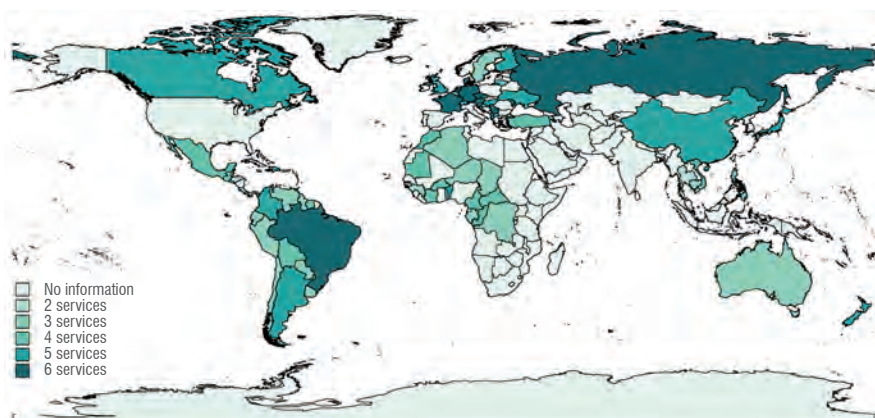 No information
2 services
3 services
4 services
5 services
6 services